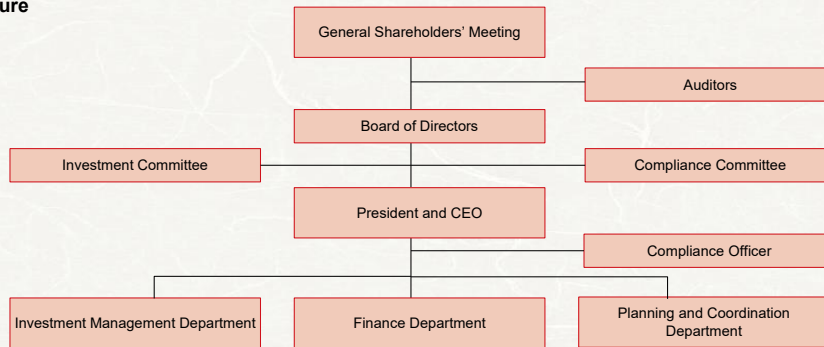 ure
General Shareholders' Meeting
Auditors
Board of Directors
Investment Committee
Compliance Committee
President and CEO
Compliance Officer
Investment Management Department
Finance Department
Planning and Coordination
Department